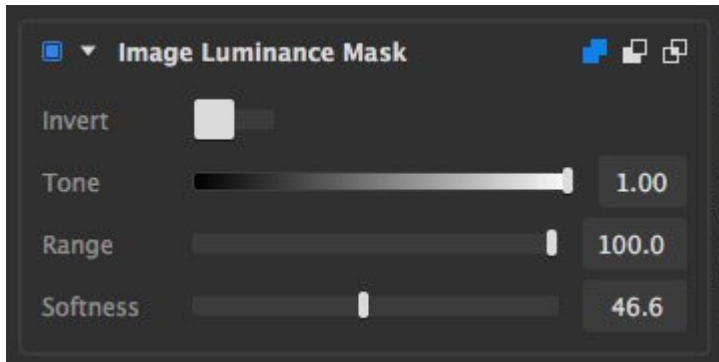 Image Luminance Mask
Invert
Tone 1.00
Range 100.0
Softness 46.6